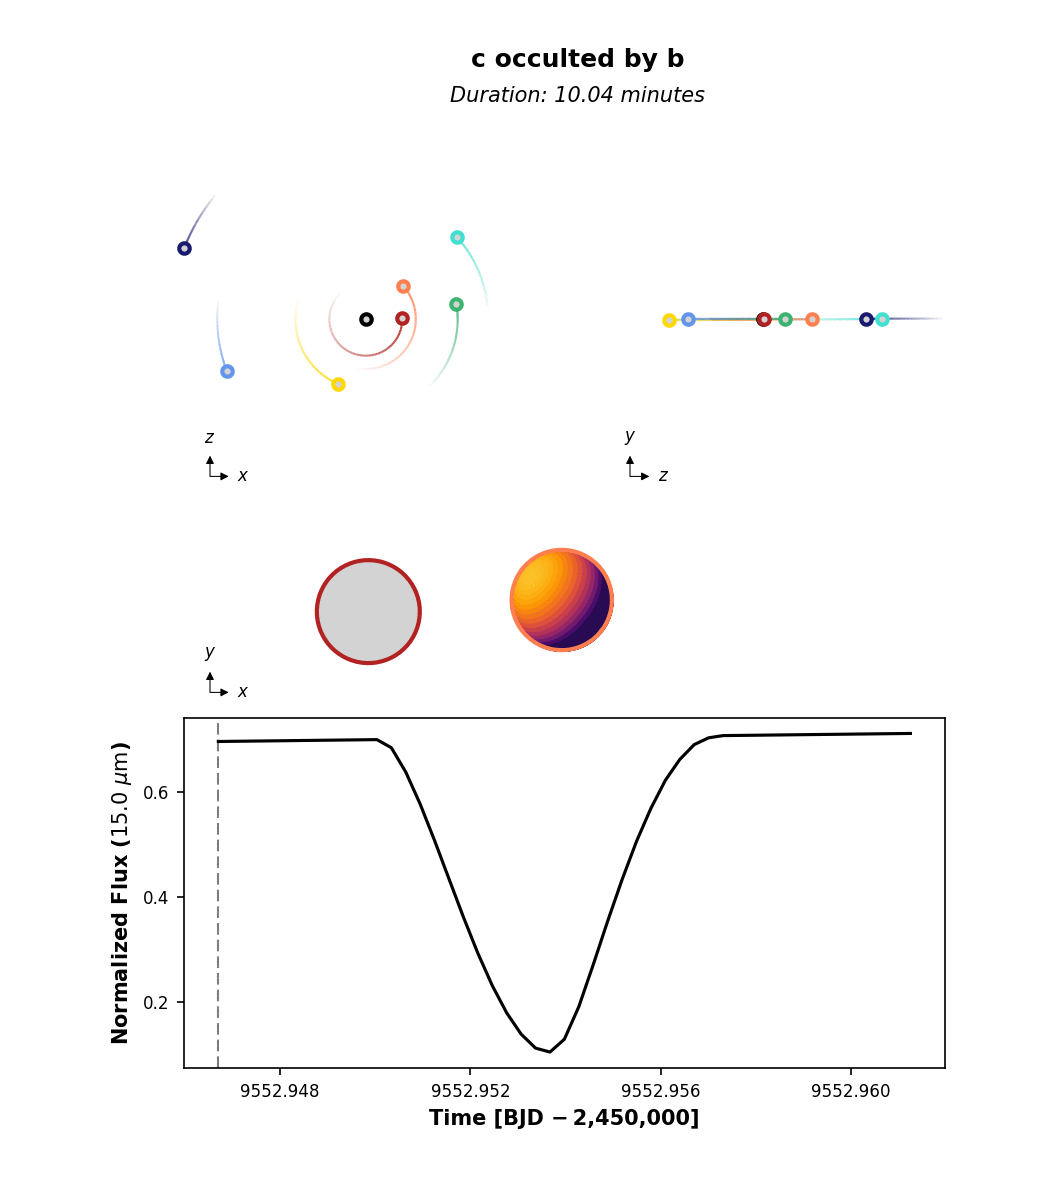 c occulted by b
Duration: 10.04 minutes
z
x
y
z
y
x
Normalized Flux (15.0 μm)
0.6
0.4
0.2
9552.948 9552.952 9552.956 9552.960
Time [BJD − 2,450,000]